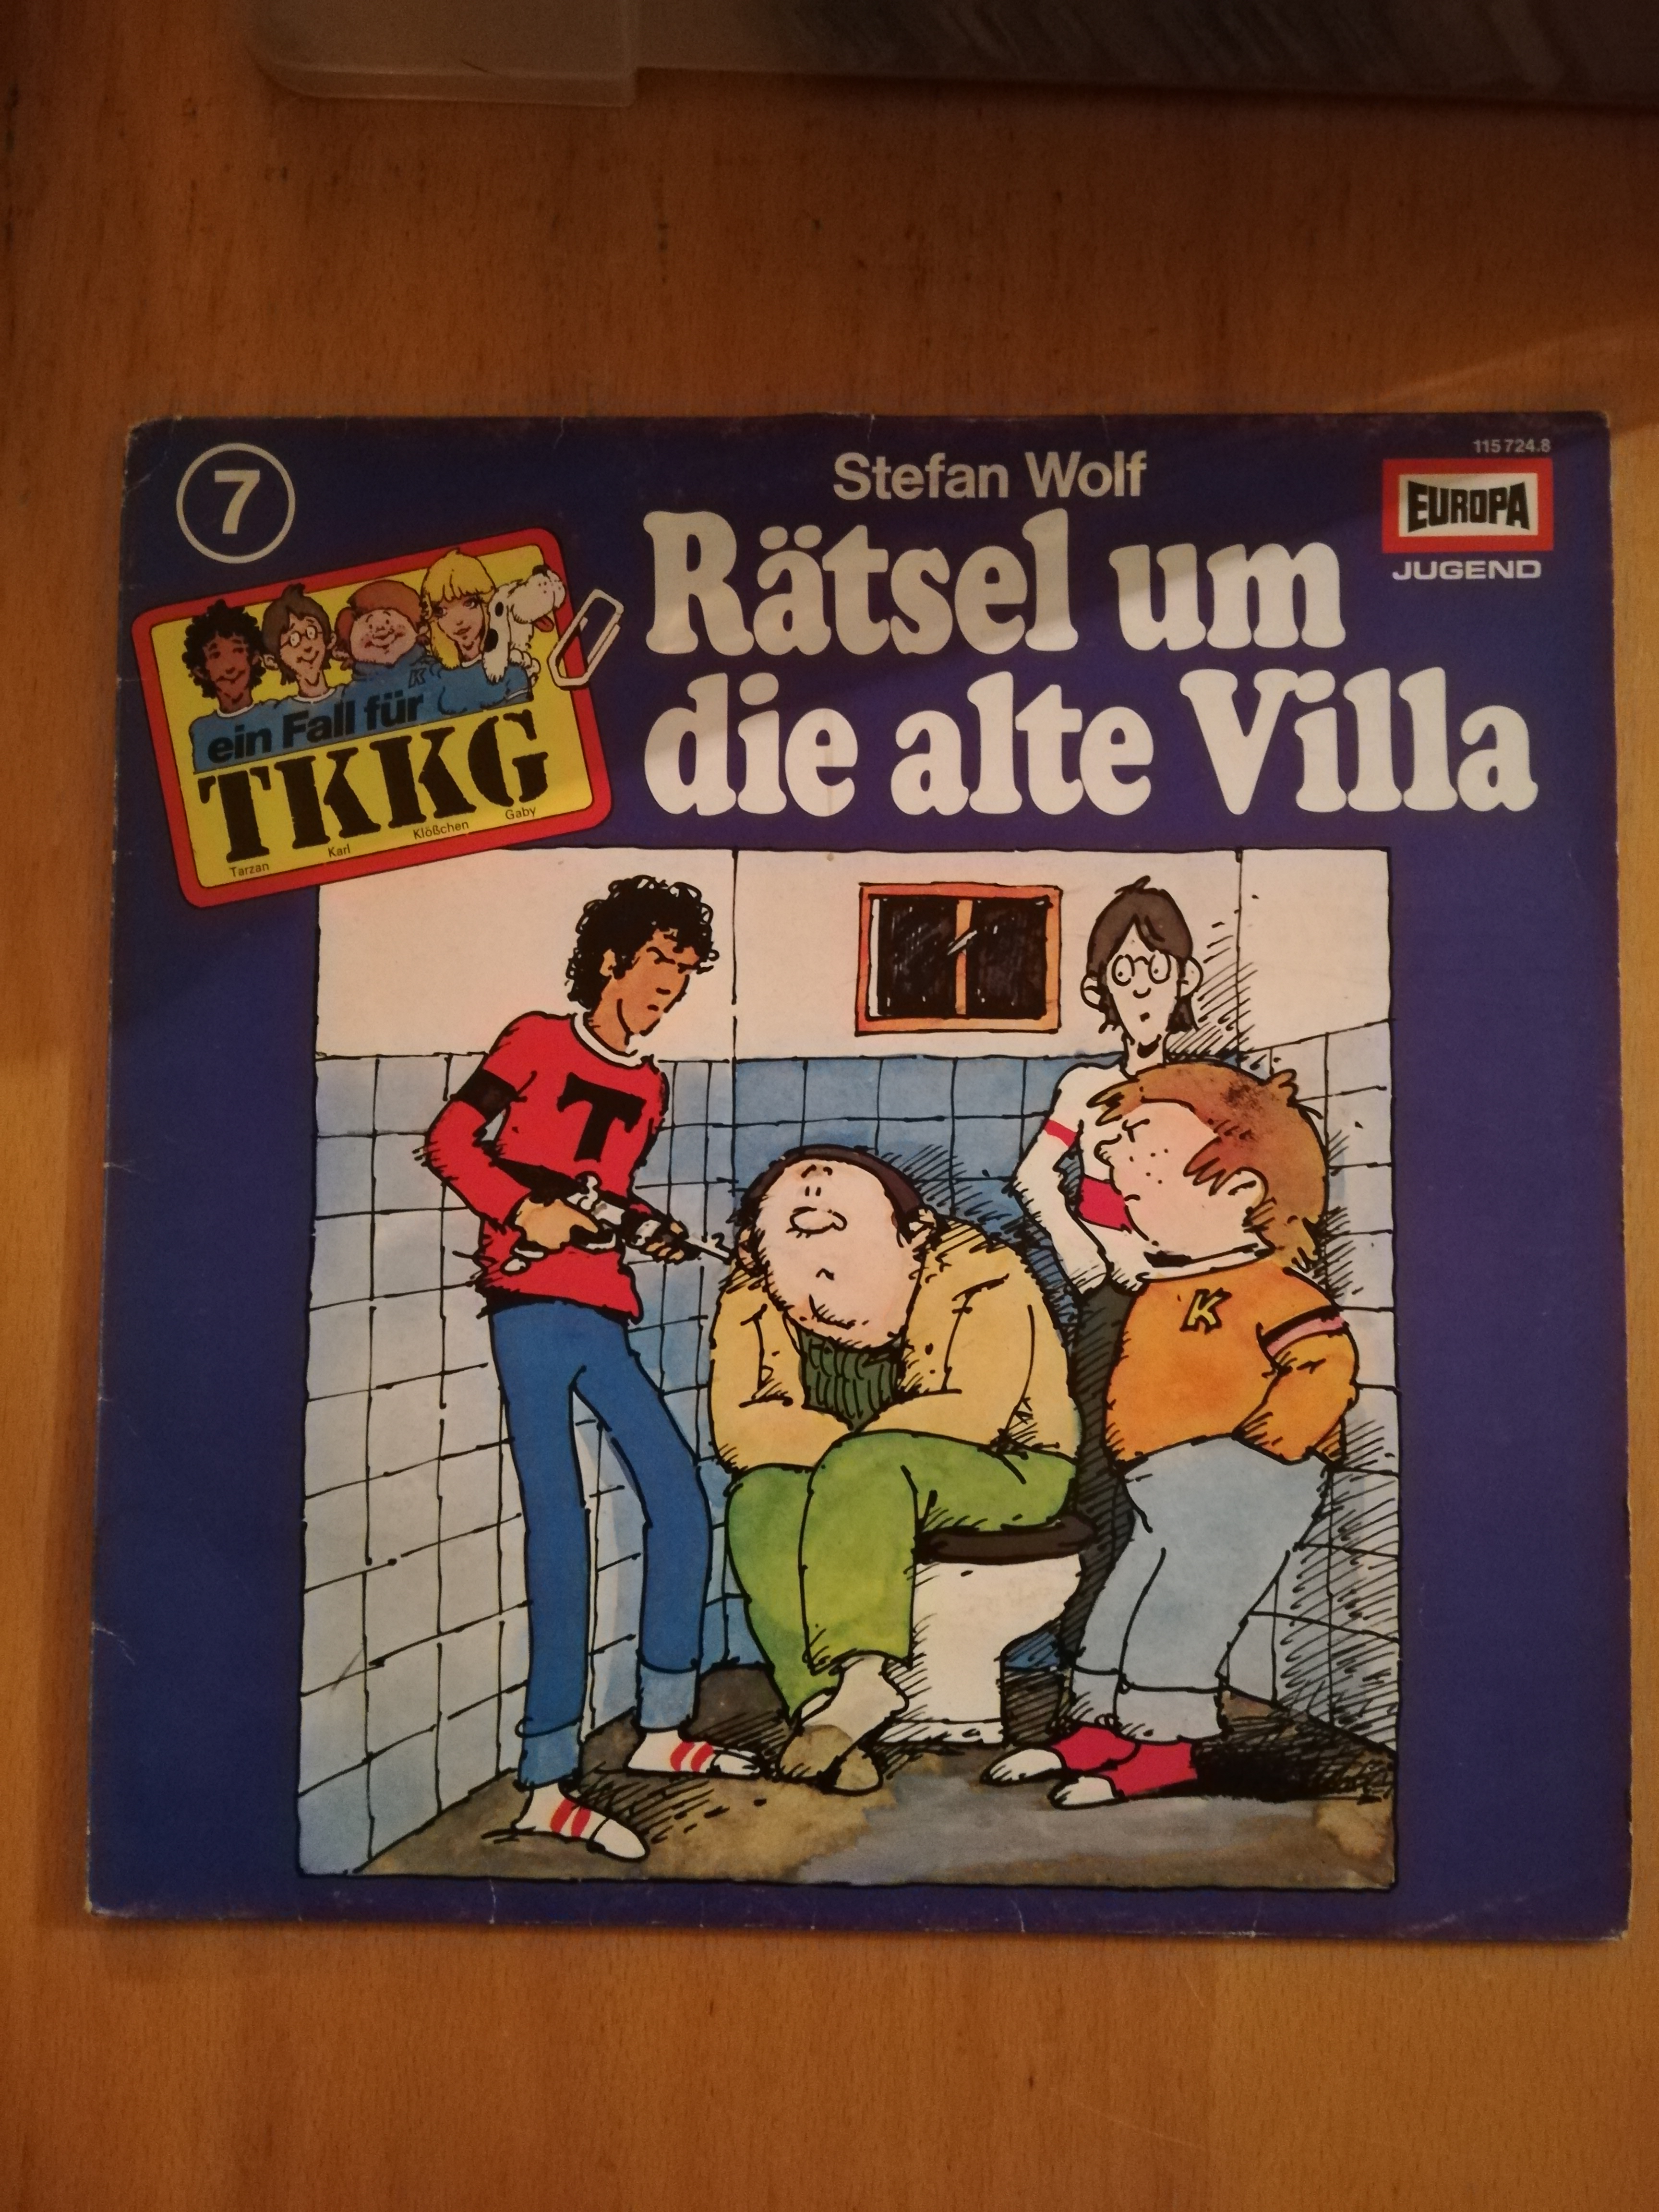 7
Stefan Wolf
115 724.8
EUROPA
JUGEND
Rätsel um
die alte Villa
K
ein Fall für
TKKG
Tarzan
Karl
Klößchen
Gaby
T
K